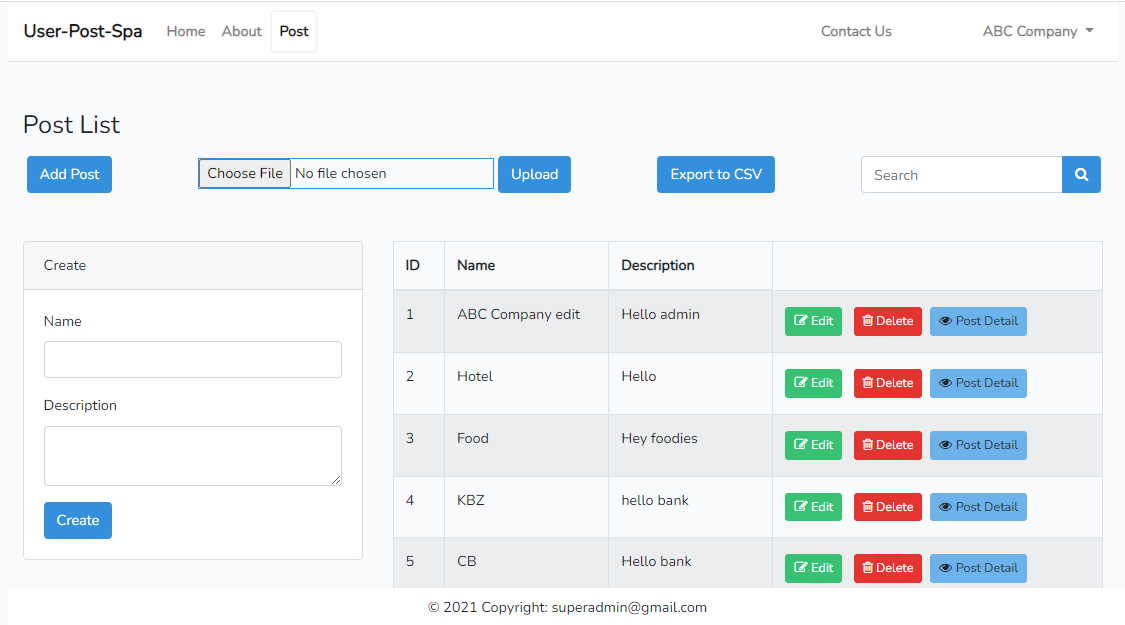 User-Post-Spa Home About Post Contact Us ABC Company
Post List
Add Post Choose File No file chosen Upload Export to CSV Search
Create
Name
Description
Create
ID Name Description
1 ABC Company edit Hello admin Edit Delete Post Detail
2 Hotel Hello Edit Delete Post Detail
3 Food Hey foodies Edit Delete Post Detail
4 KBZ hello bank Edit Delete Post Detail
5 CB Hello bank Edit Delete Post Detail
© 2021 Copyright: superadmin@gmail.com